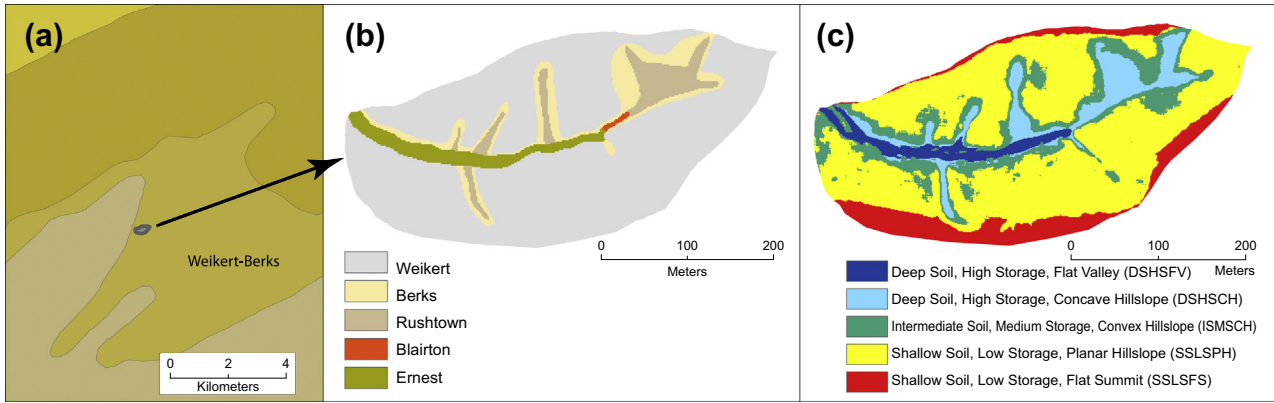 (a)
Weikert-Berks
0 2 4
Kilometers
(b)
0 100 200
Meters
Weikert
Berks
Rushtown
Blairton
Ernest
(c)
0 100 200
Meters
Deep Soil, High Storage, Flat Valley (DSHSFV)
Deep Soil, High Storage, Concave Hillslope (DSHSCH)
Intermediate Soil, Medium Storage, Convex Hillslope (ISMSCH)
Shallow Soil, Low Storage, Planar Hillslope (SSLSPH)
Shallow Soil, Low Storage, Flat Summit (SSLSFS)